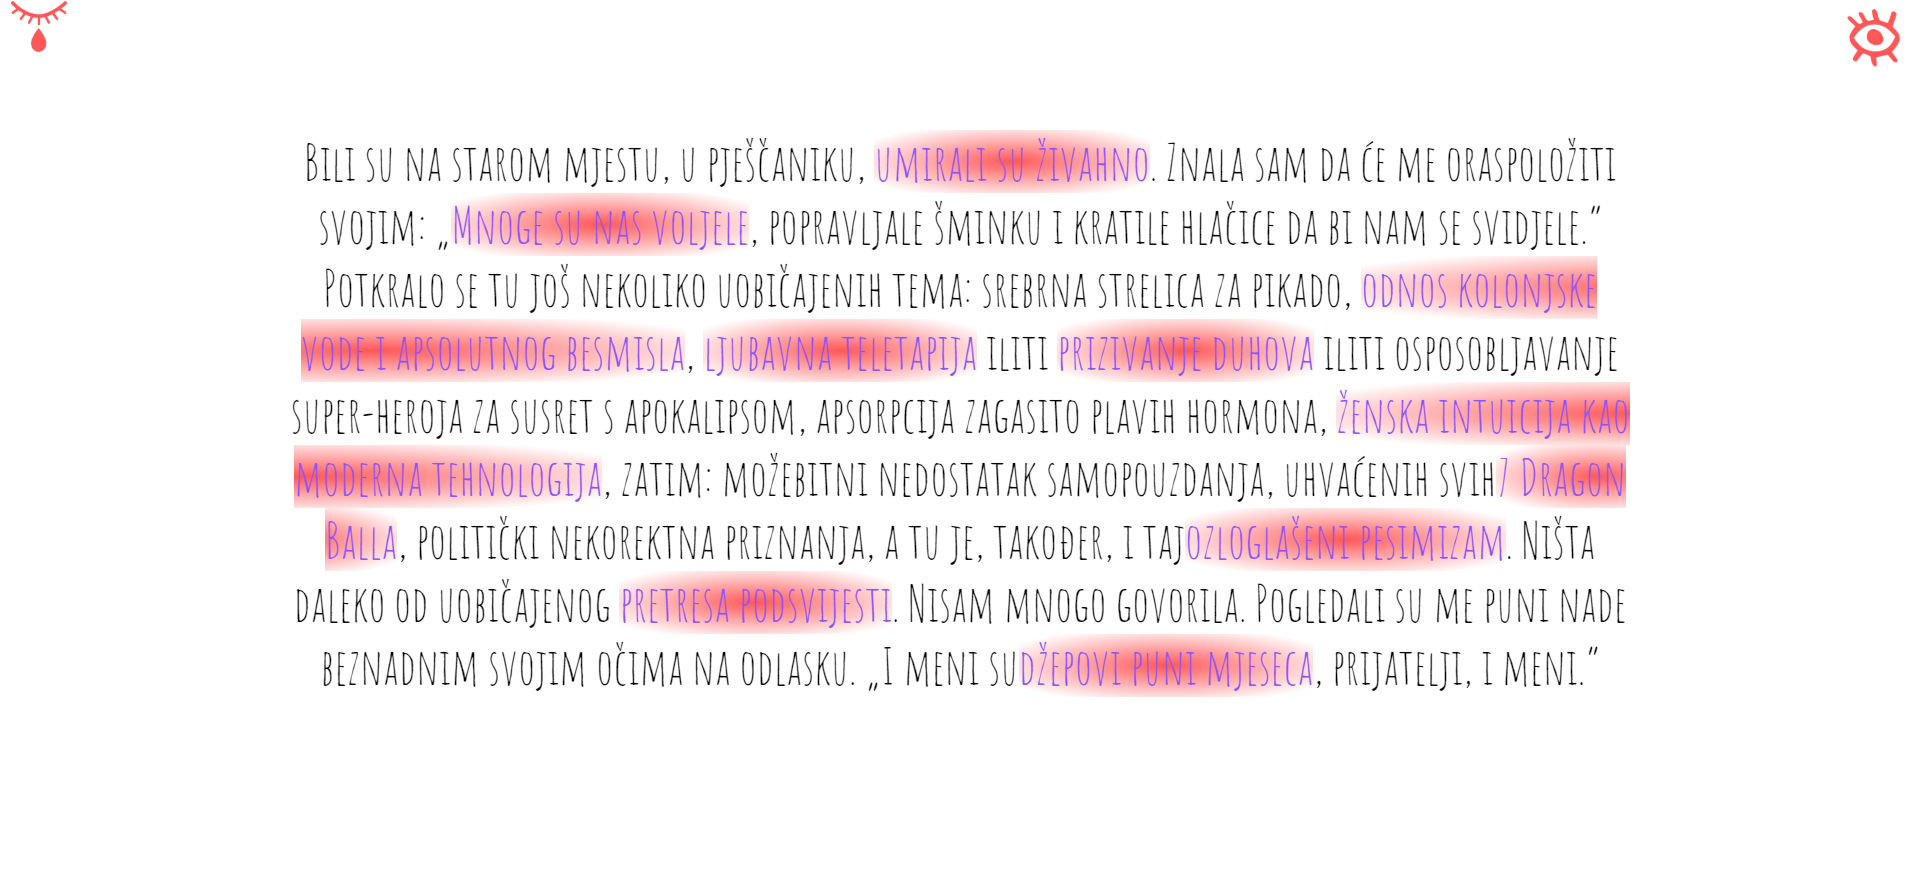 Bili su na starom mjestu, u pješčaniku, umirali su živahno. Znala sam da će me oraspoložiti
svojim: „Mnoge su nas voljele, popravljale šminku i kratile hlačice da bi nam se svidjele.”
Potkralo se tu još nekoliko uobičajenih tema: srebrna strelica za pikado, odnos kolonjske
vode i apsolutnog besmisla, ljubavna teletapija iliti prizivanje duhova iliti osposobljavanje
super-heroja za susret s apokalipsom, apsorpcija zagasito plavih hormona, ženska intuicija kao
moderna tehnologija, zatim: možebitni nedostatak samopouzdanja, uhvaćenih svih7 Dragon
Balla, politički nekorektna priznanja, a tu je, također, i tajozloglašeni pesimizam. Ništa
daleko od uobičajenog pretresa podsvijesti. Nisam mnogo govorila. Pogledali su me puni nade
beznadnim svojim očima na odlasku. „I meni sudžepovi puni mjeseca, prijatelji, i meni.”